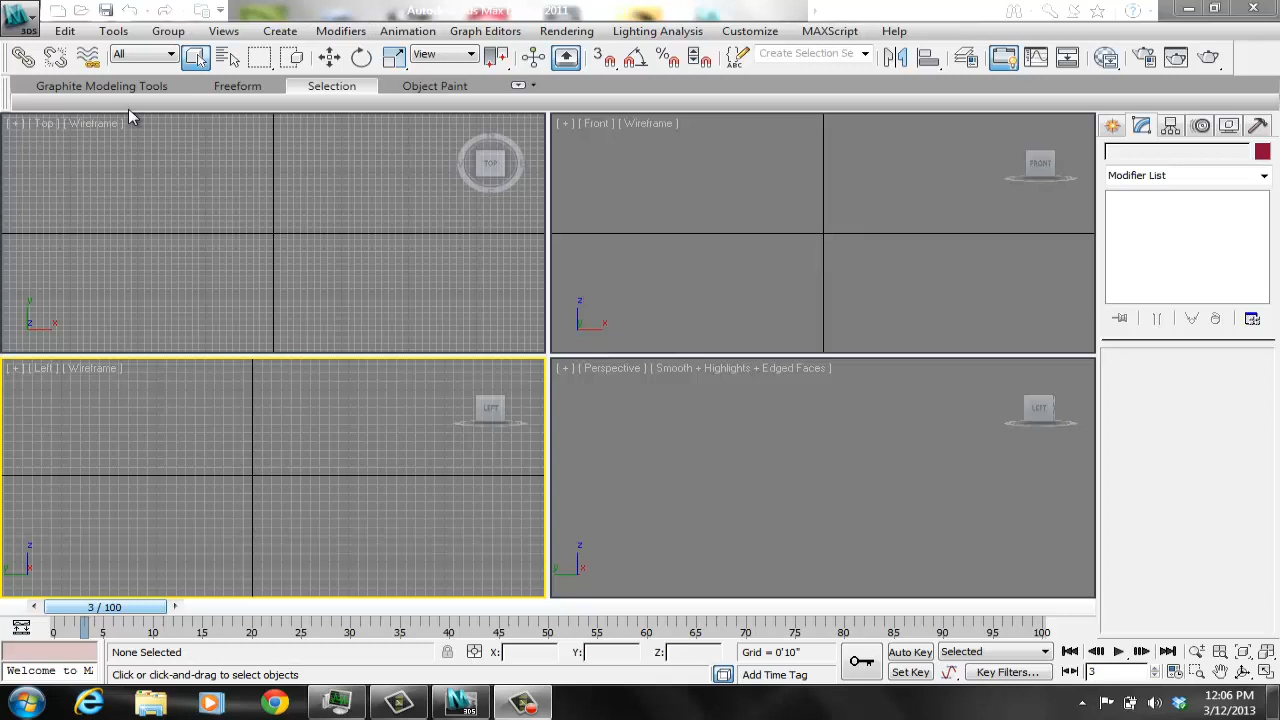 2011
Edit Tools Group Views Create Modifiers Animation Graph Editors Rendering Lighting Analysis Customize MAXScript Help
3DS
All
View
3
%
ABC
Create Selection Se
Graphite Modeling Tools Freeform Selection Object Paint
[ + ] [ Top ] [ Wireframe ]
TOP
y
z x
[ + ] [ Front ] [ Wireframe ]
FRONT
z
y x
[ + ] [ Left ] [ Wireframe ]
LEFT
z
y x
[ + ] [ Perspective ] [ Smooth + Highlights + Edged Faces ]
LEFT
z
y x
Modifier List
3 / 100
0 5 10 15 20 25 30 35 40 45 50 55 60 65 70 75 80 85 90 95 100
None Selected X: Y: Z: Grid = 0'10" Auto Key Selected
Welcome to M
Click or click-and-drag to select objects Add Time Tag Set Key Key Filters... 3
3DS
12:06 PM
3/12/2013